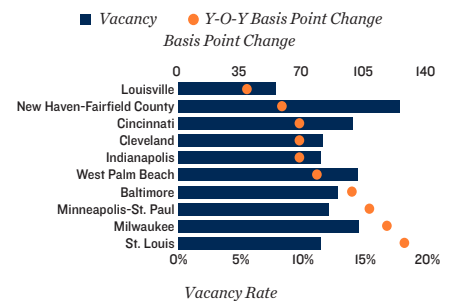 Vacancy Y-O-Y Basis Point Change
Basis Point Change
0 35 70 105 140
Louisville
New Haven-Fairfield County
Cincinnati
Cleveland
Indianapolis
West Palm Beach
Baltimore
Minneapolis-St. Paul
Milwaukee
St. Louis
0% 5% 10% 15% 20%
Vacancy Rate